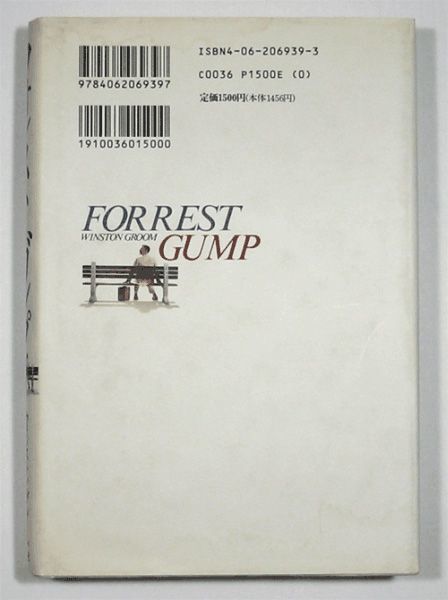 ISBN4-06-206939-3
9784062069397
C0036 P1500E (0)
定価1500円(本体1456円)
1910036015000
FORREST
WINSTON GROOM
GUMP